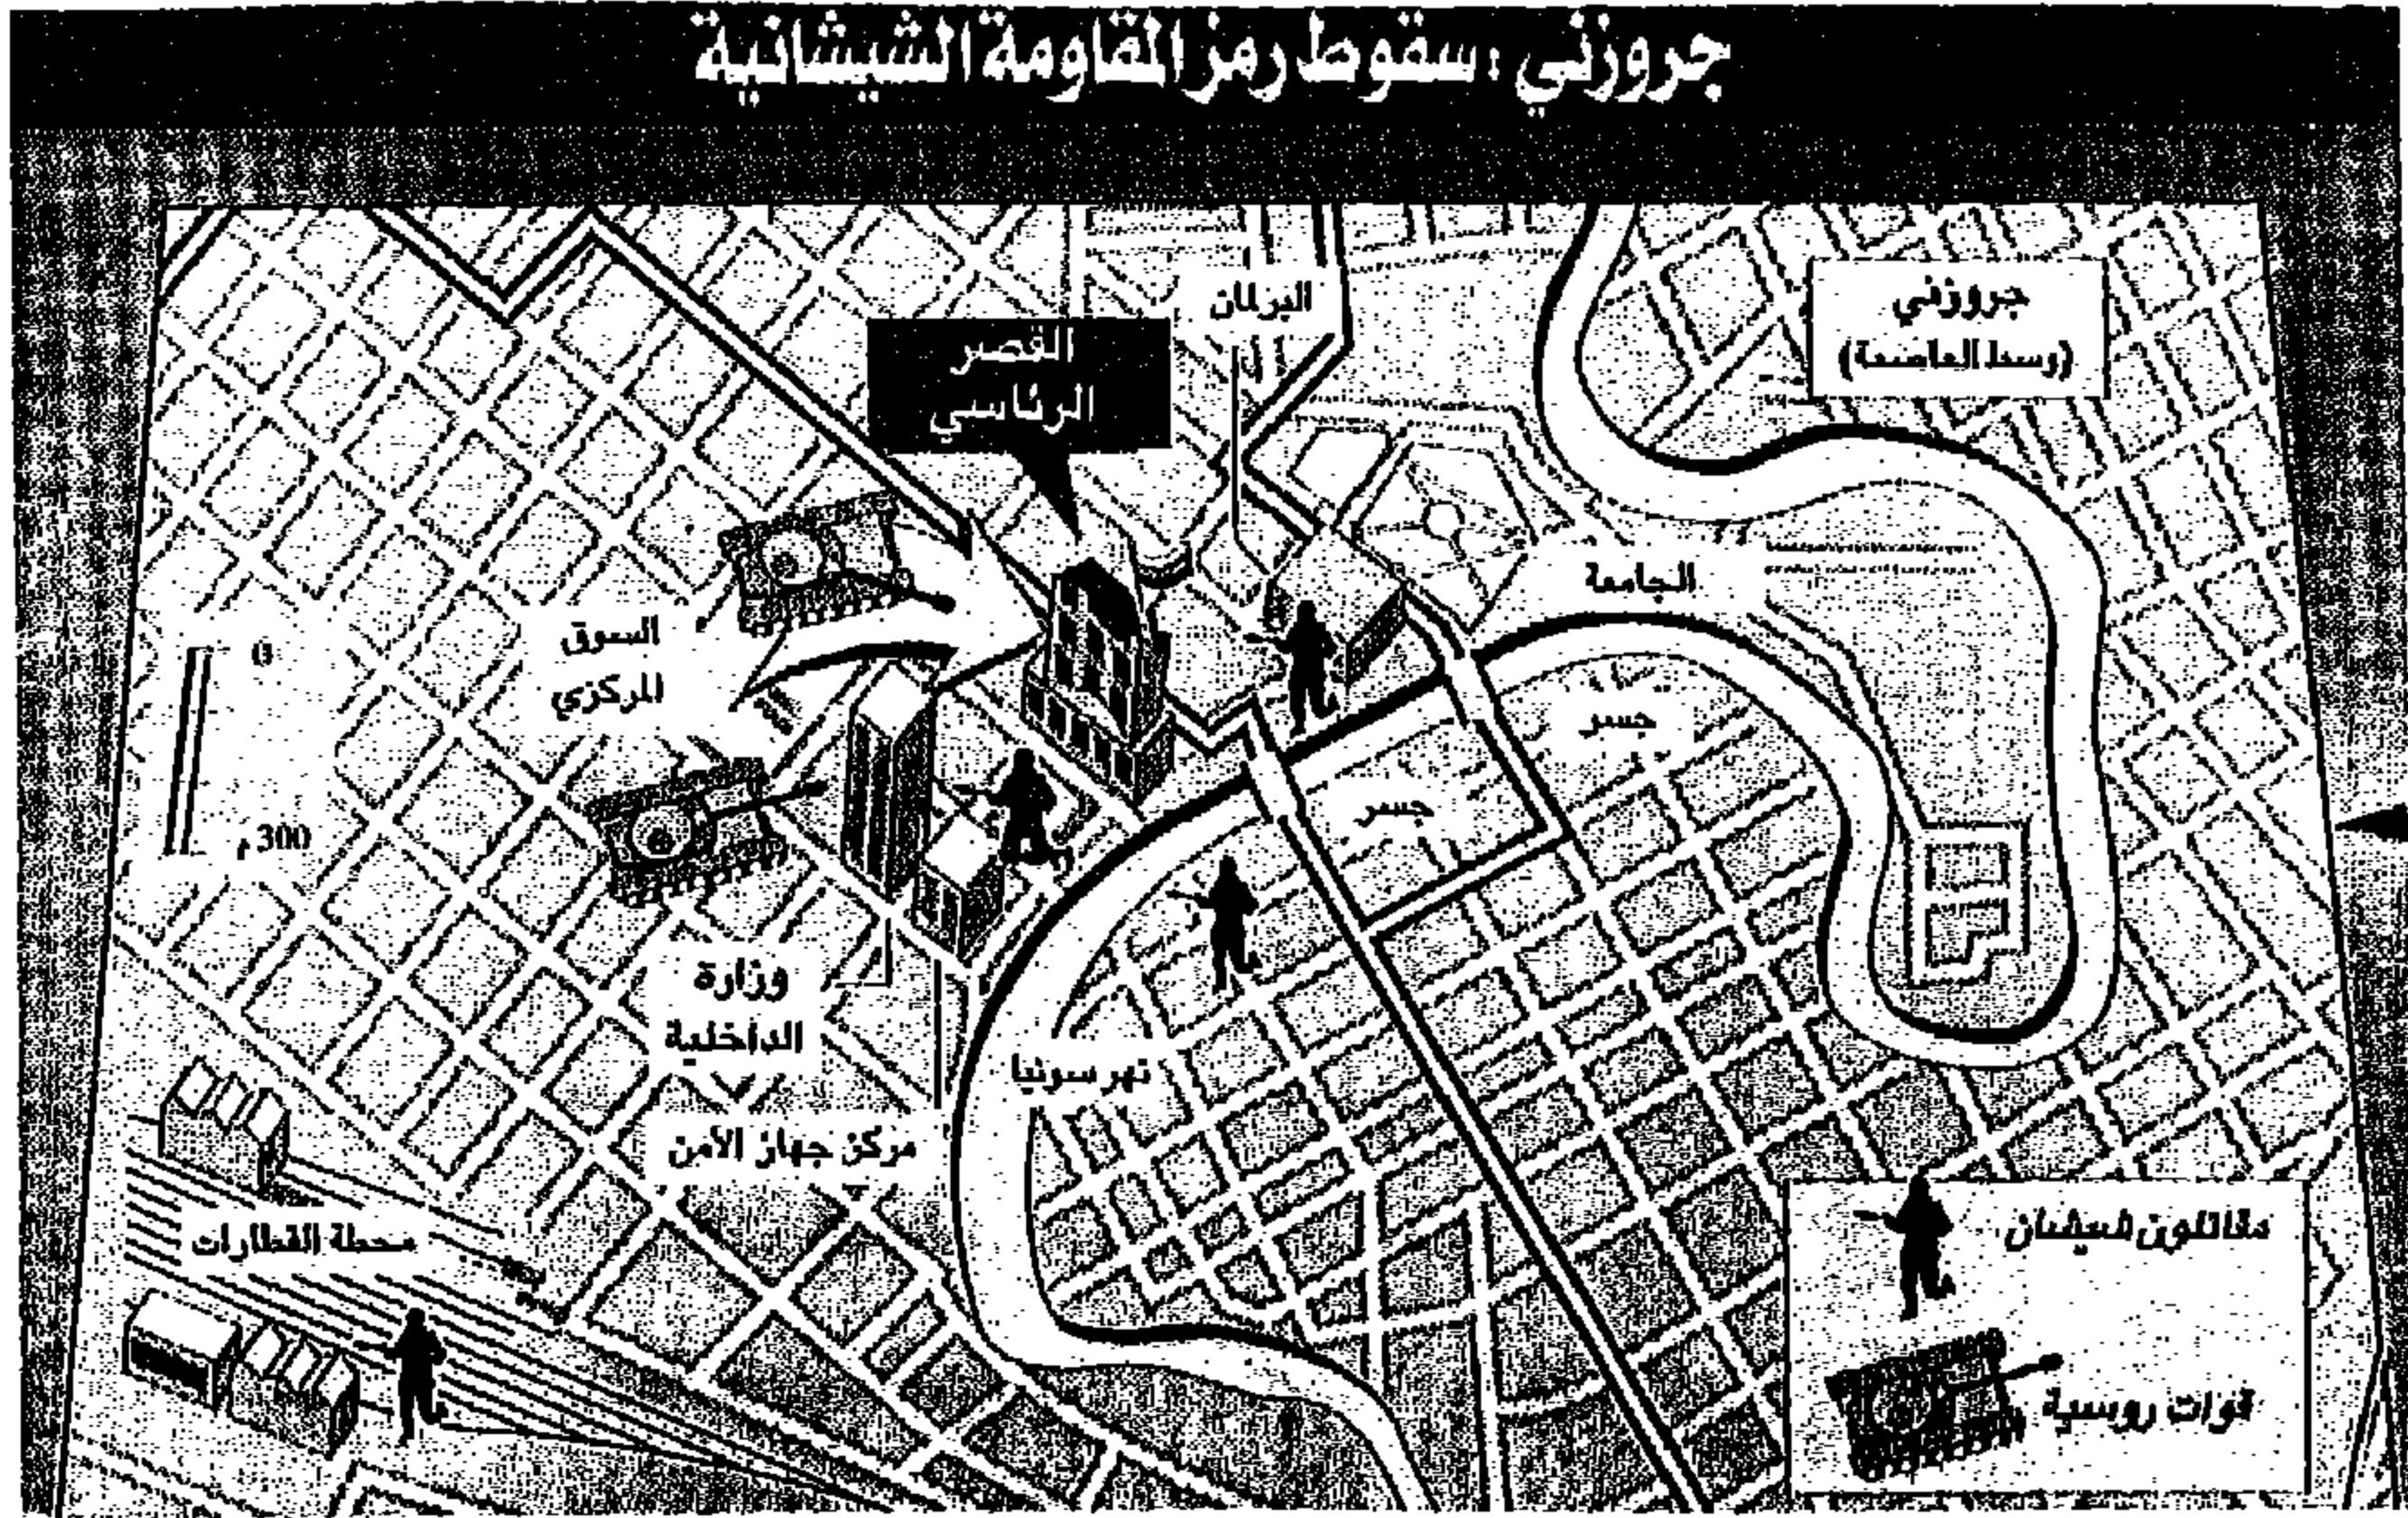 جروزني : سقوط رمز المقاومة الشيشانية
جروزني
(وسط العاصمة)
البرلمان
القصر
الرئاسي
الجامعة
السوق
المركزي
جسر
جسر
0
300 م
وزارة
الداخلية
نهر سونيا
مركز جهاز الأمن
محطة القطارات
مقاتلون شيشان
قوات روسية